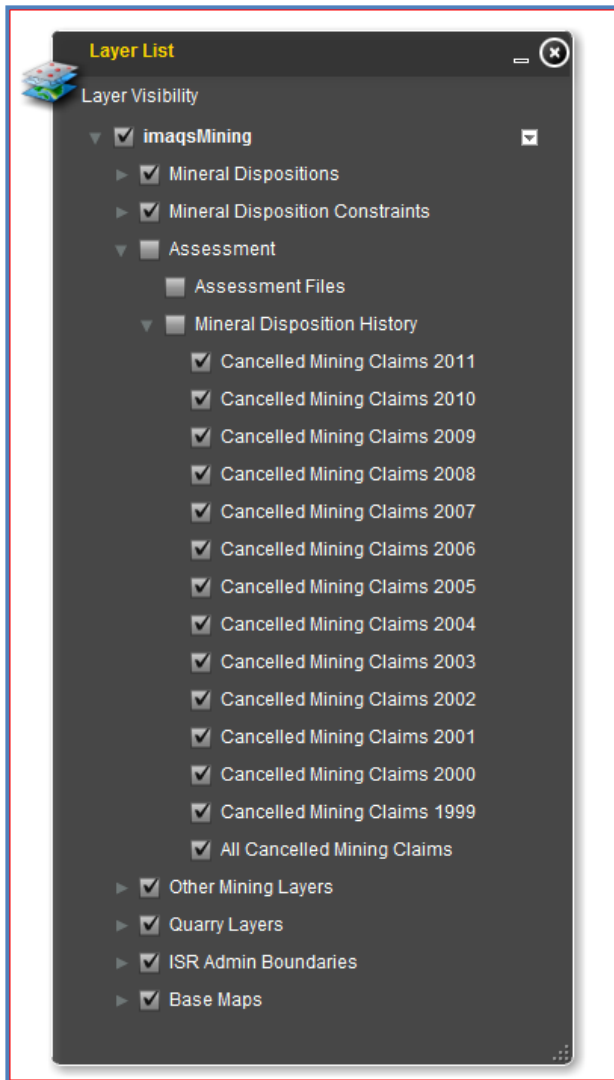 Layer List
Layer Visibility
imaqsMining
Mineral Dispositions
Mineral Disposition Constraints
Assessment
Assessment Files
Mineral Disposition History
Cancelled Mining Claims 2011
Cancelled Mining Claims 2010
Cancelled Mining Claims 2009
Cancelled Mining Claims 2008
Cancelled Mining Claims 2007
Cancelled Mining Claims 2006
Cancelled Mining Claims 2005
Cancelled Mining Claims 2004
Cancelled Mining Claims 2003
Cancelled Mining Claims 2002
Cancelled Mining Claims 2001
Cancelled Mining Claims 2000
Cancelled Mining Claims 1999
All Cancelled Mining Claims
Other Mining Layers
Quarry Layers
ISR Admin Boundaries
Base Maps